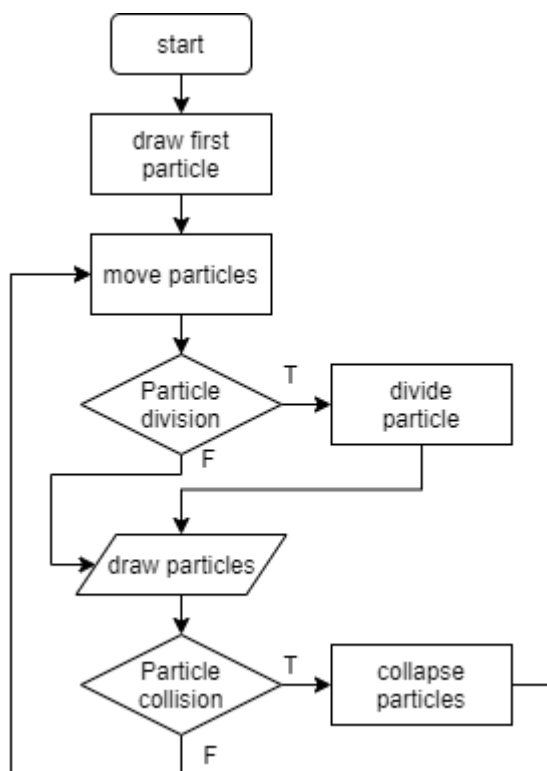 start
draw first
particle
move particles
Particle
division
T
divide
particle
F
draw particles
Particle
collision
T
collapse
particles
F